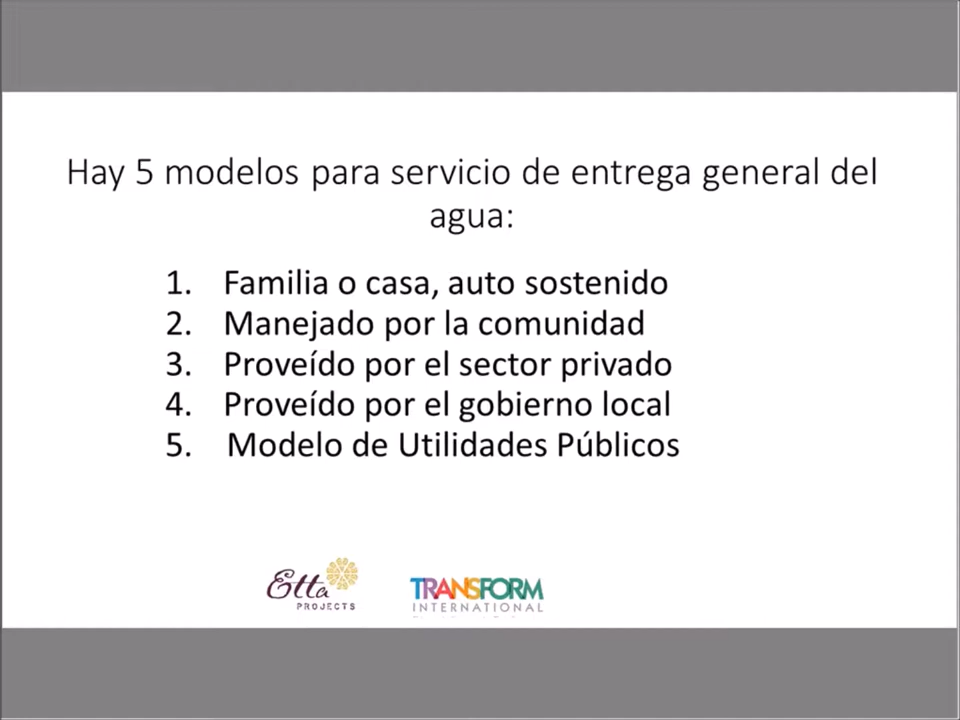 Hay 5 modelos para servicio de entrega general del
agua:
1. Familia o casa, auto sostenido
2. Manejado por la comunidad
3. Proveído por el sector privado
4. Proveído por el gobierno local
5. Modelo de Utilidades Públicos
Etta
PROJECTS
TRANSFORM
INTERNATIONAL